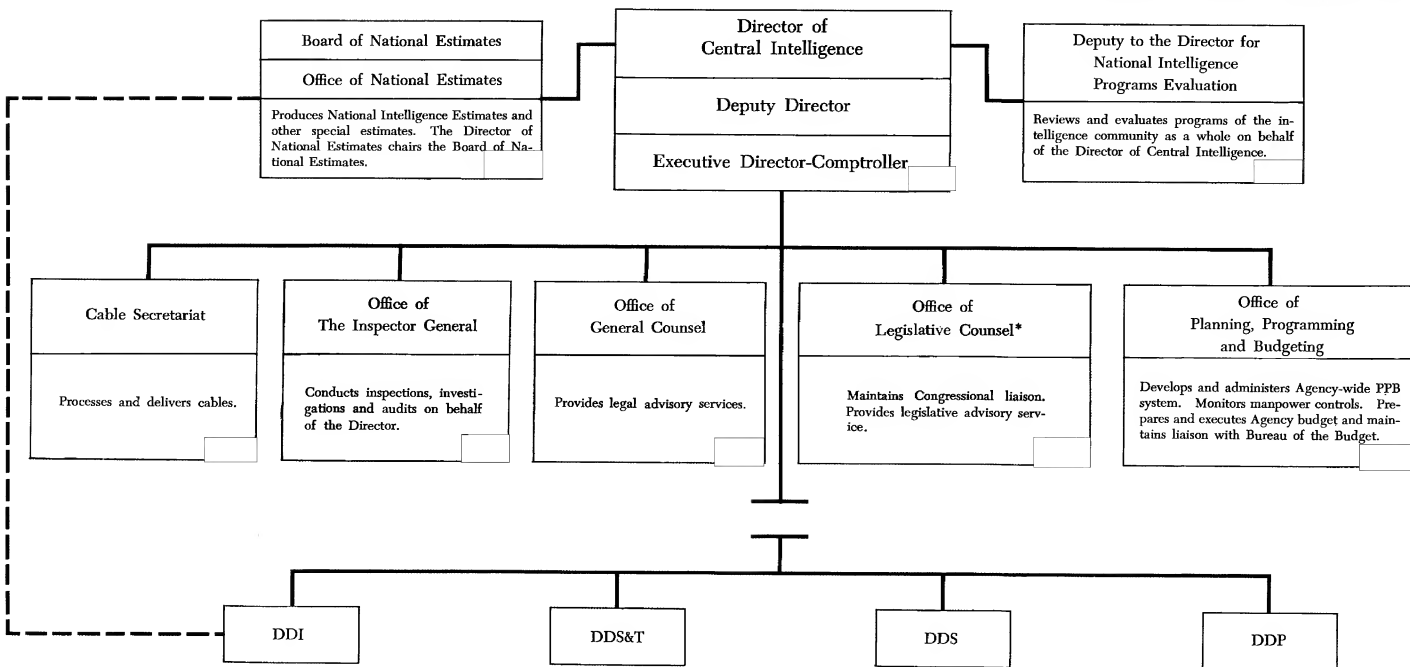 Board of National Estimates
Office of National Estimates
Produces National Intelligence Estimates and
other special estimates. The Director of
National Estimates chairs the Board of Na-
tional Estimates.
Director of
Central Intelligence
Deputy Director
Executive Director-Comptroller
Deputy to the Director for
National Intelligence
Programs Evaluation
Reviews and evaluates programs of the in-
telligence community as a whole on behalf
of the Director of Central Intelligence.
Cable Secretariat
Processes and delivers cables.
Office of
The Inspector General
Conducts inspections, investi-
gations and audits on behalf
of the Director.
Office of
General Counsel
Provides legal advisory services.
Office of
Legislative Counsel*
Maintains Congressional liaison.
Provides legislative advisory serv-
ice.
Office of
Planning, Programming
and Budgeting
Develops and administers Agency-wide PPB
system. Monitors manpower controls. Pre-
pares and executes Agency budget and main-
tains liaison with Bureau of the Budget.
DDI
DDS&T
DDS
DDP